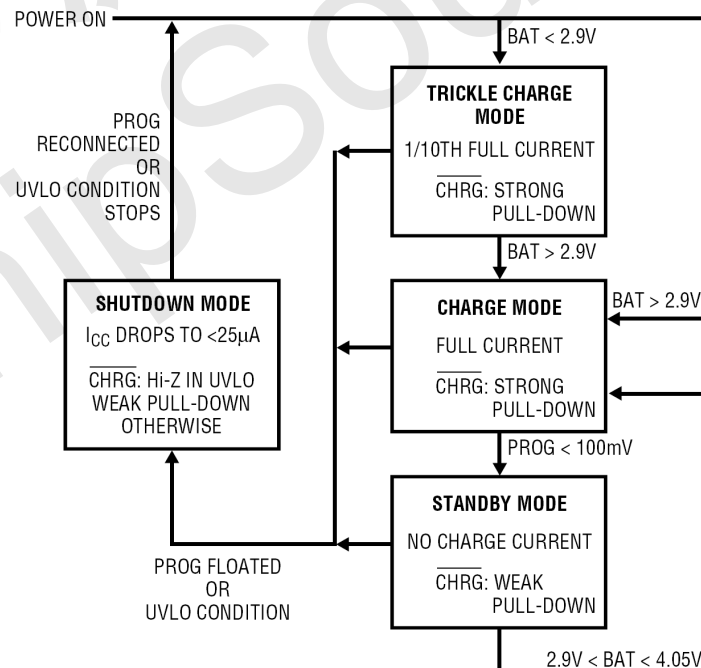 POWER ON
BAT < 2.9V
TRICKLE CHARGE
MODE
1/10TH FULL CURRENT
CHRG: STRONG
PULL-DOWN
PROG
RECONNECTED
OR
UVLO CONDITION
STOPS
BAT > 2.9V
SHUTDOWN MODE
ICC DROPS TO <25µA
CHRG: Hi-Z IN UVLO
WEAK PULL-DOWN
OTHERWISE
CHARGE MODE
FULL CURRENT
CHRG: STRONG
PULL-DOWN
BAT > 2.9V
PROG < 100mV
STANDBY MODE
NO CHARGE CURRENT
CHRG: WEAK
PULL-DOWN
PROG FLOATED
OR
UVLO CONDITION
2.9V < BAT < 4.05V